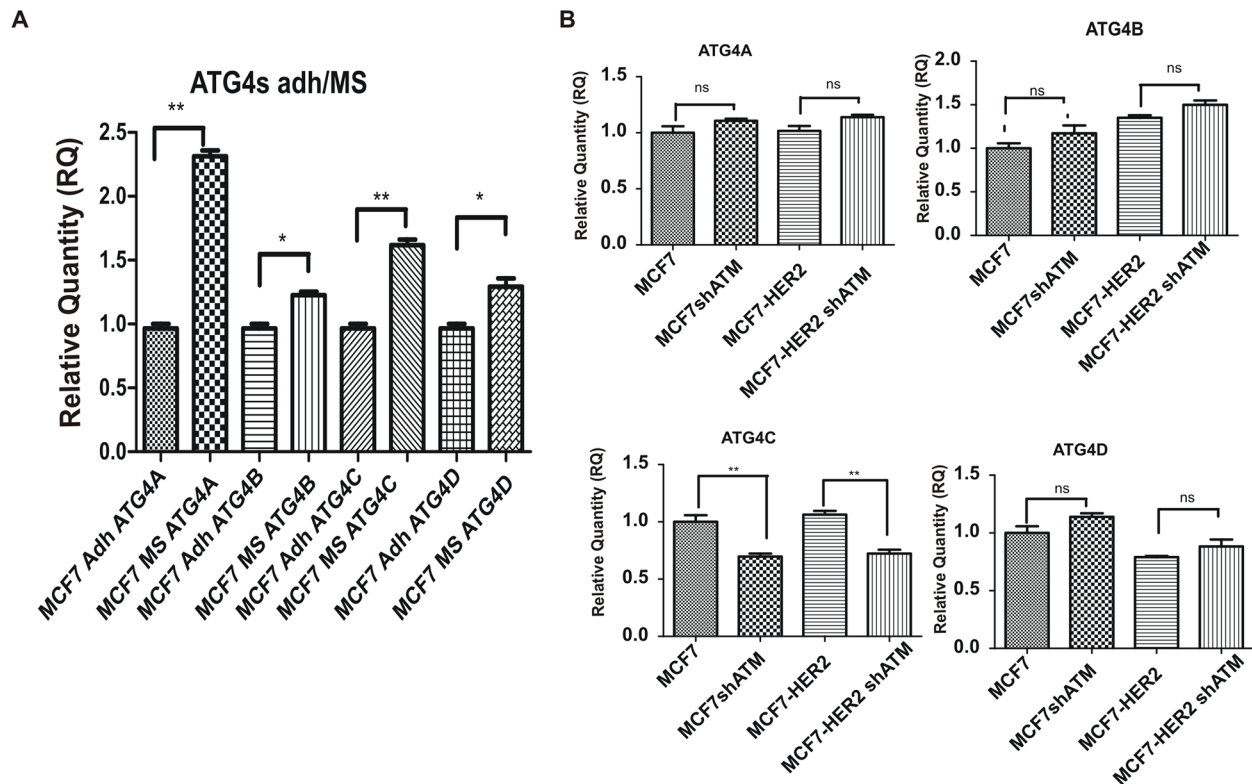 A
ATG4s adh/MS
Relative Quantity (RQ)
2.5
2.0
1.5
1.0
0.5
0.0
**
*
**
*
MCF7 Adh ATG4A
MCF7 MS ATG4A
MCF7 Adh ATG4B
MCF7 MS ATG4B
MCF7 Adh ATG4C
MCF7 MS ATG4C
MCF7 Adh ATG4D
MCF7 MS ATG4D
B
ATG4A
Relative Quantity (RQ)
1.5
1.0
0.5
0.0
ns
ns
MCF7
MCF7shATM
MCF7-HER2
MCF7-HER2 shATM
ATG4B
Relative Quantity (RQ)
2.0
1.5
1.0
0.5
0.0
ns
ns
MCF7
MCF7shATM
MCF7-HER2
MCF7-HER2 shATM
ATG4C
Relative Quantity (RQ)
1.5
1.0
0.5
0.0
**
**
MCF7
MCF7shATM
MCF7-HER2
MCF7-HER2 shATM
ATG4D
Relative Quantity (RQ)
1.5
1.0
0.5
0.0
ns
ns
MCF7
MCF7shATM
MCF7-HER2
MCF7-HER2 shATM